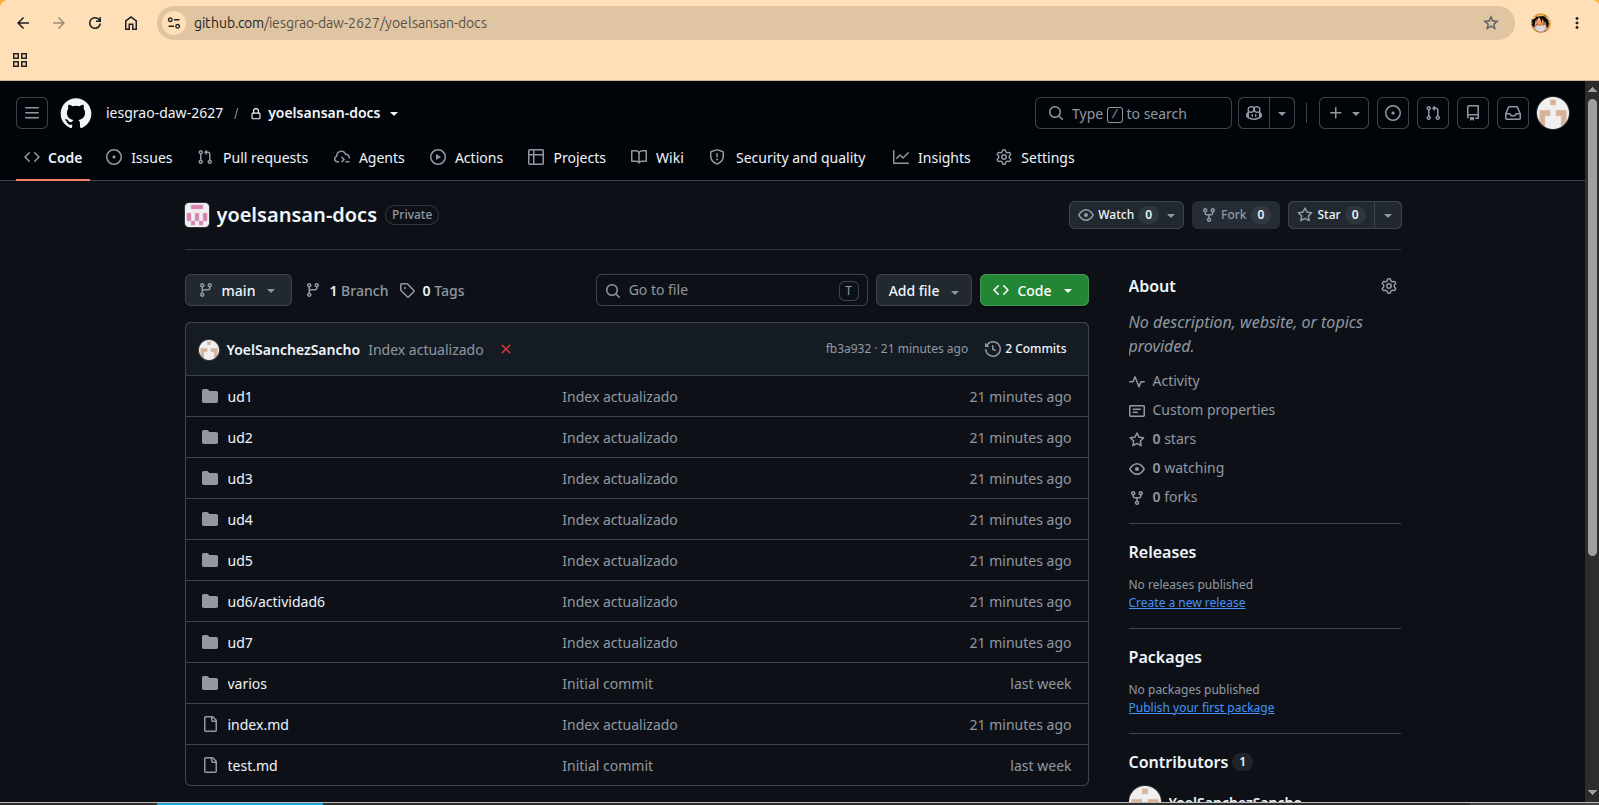 github.com/iesgrao-daw-2627/yoelsansan-docs
iesgrao-daw-2627 / yoelsansan-docs
Type / to search
Code
Issues
Pull requests
Agents
Actions
Projects
Wiki
Security and quality
Insights
Settings
yoelsansan-docs Private
Watch 0
Fork 0
Star 0
main
1 Branch
0 Tags
Go to file T
Add file
Code
YoelSanchezSancho Index actualizado fb3a932 · 21 minutes ago 2 Commits
ud1 Index actualizado 21 minutes ago
ud2 Index actualizado 21 minutes ago
ud3 Index actualizado 21 minutes ago
ud4 Index actualizado 21 minutes ago
ud5 Index actualizado 21 minutes ago
ud6/actividad6 Index actualizado 21 minutes ago
ud7 Index actualizado 21 minutes ago
varios Initial commit last week
index.md Index actualizado 21 minutes ago
test.md Initial commit last week
About
No description, website, or topics
provided.
Activity
Custom properties
0 stars
0 watching
0 forks
Releases
No releases published
Create a new release
Packages
No packages published
Publish your first package
Contributors 1
YoelSanchezSancho